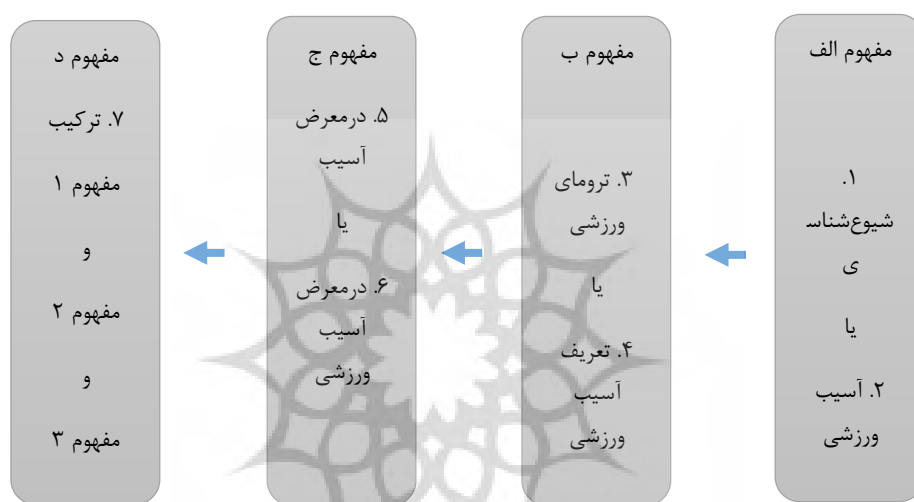 مفهوم الف
۱.
شیوع‌شناس
ی
یا
۲. آسیب
ورزشی
مفهوم ب
۳. ترومای
ورزشی
یا
۴. تعریف
آسیب
ورزشی
مفهوم ج
۵. درمعرض
آسیب
یا
۶. درمعرض
آسیب
ورزشی
مفهوم د
۷. ترکیب
مفهوم ۱
و
مفهوم ۲
و
مفهوم ۳